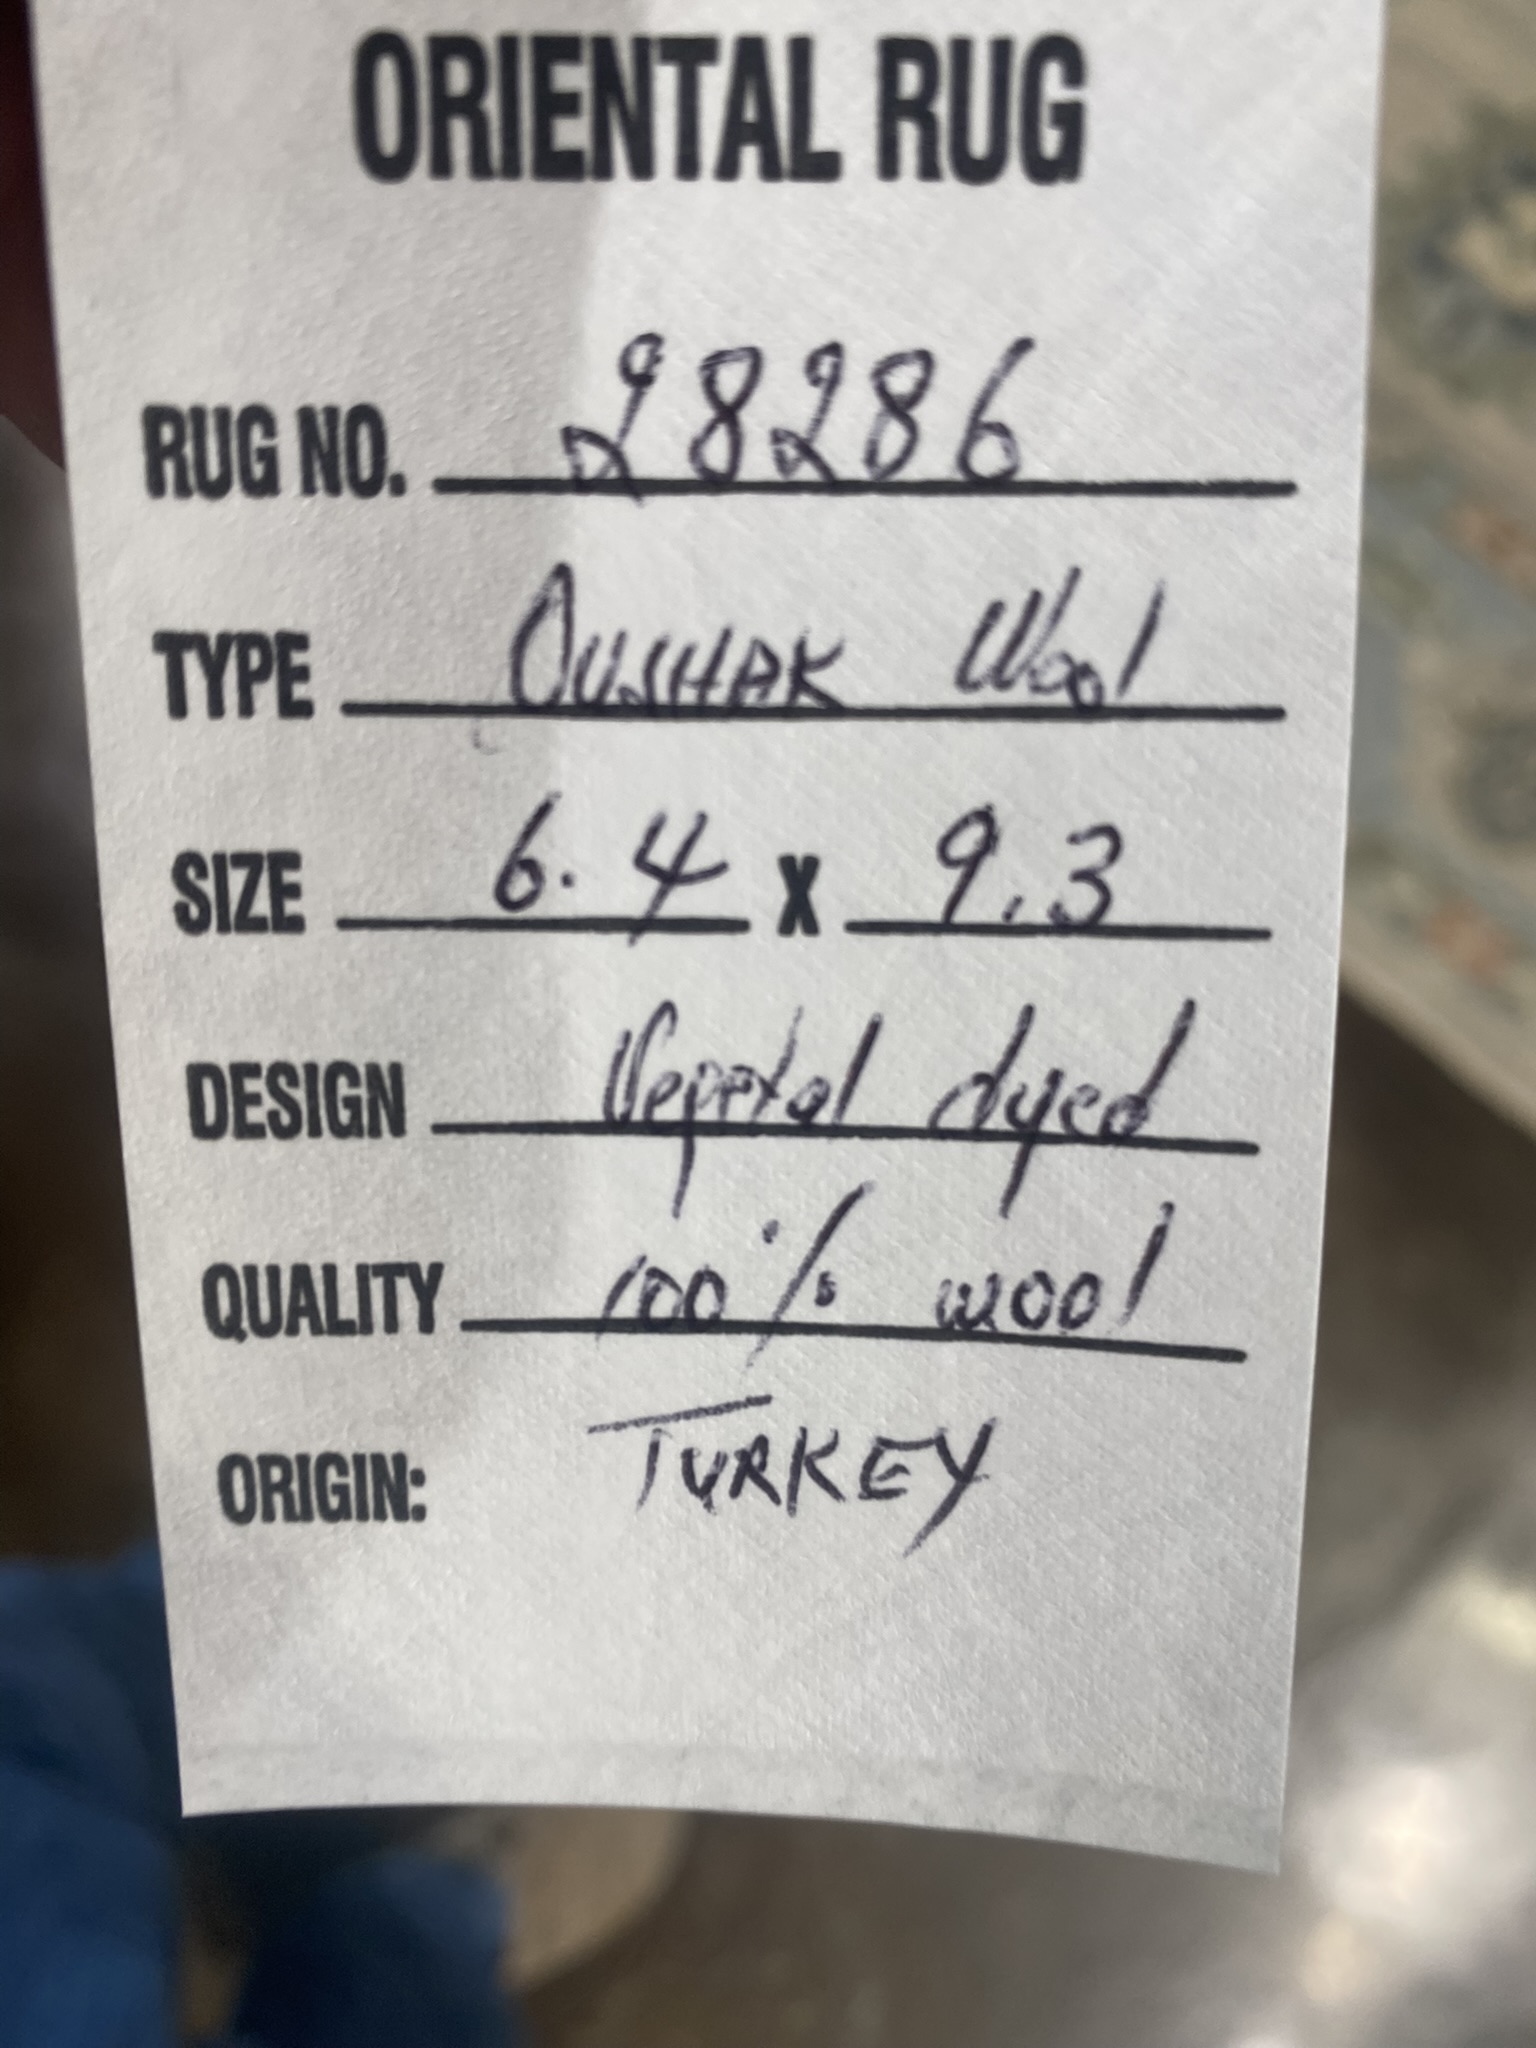 ORIENTAL RUG
RUG NO. 28286
TYPE OUSHAK Wool
SIZE 6.4 X 9.3
DESIGN Vegetal dyed
QUALITY 100% wool
ORIGIN: TURKEY